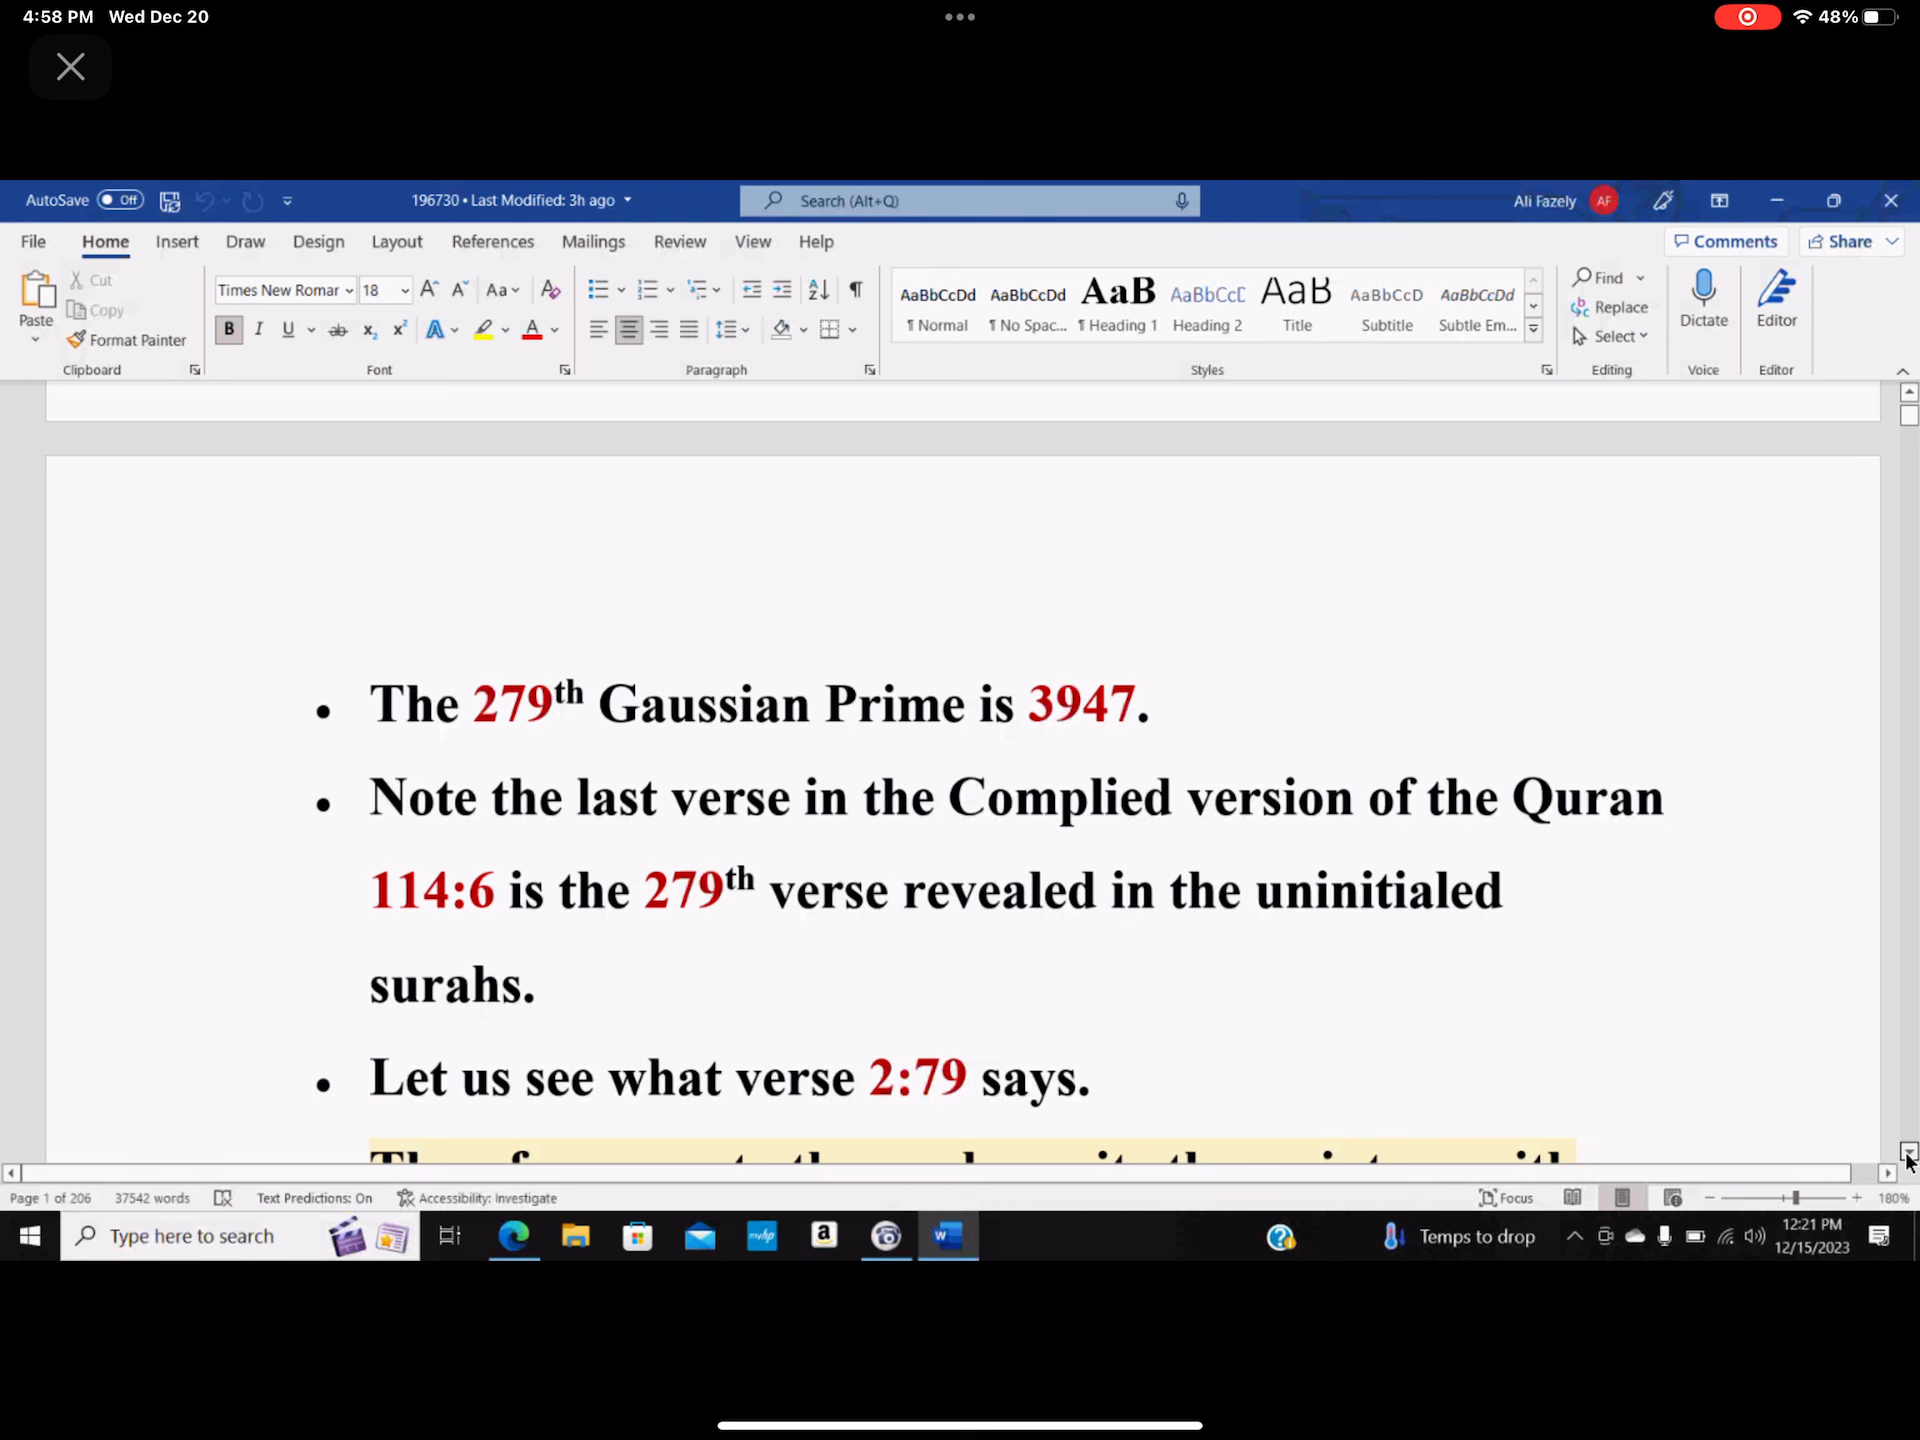 4:58 PM Wed Dec 20
48%
AutoSave Off 196730 • Last Modified: 3h ago Search (Alt+Q) Ali Fazely AF
File Home Insert Draw Design Layout References Mailings Review View Help Comments Share
Paste Cut Copy Format Painter Clipboard
Times New Romar 18 Aa
B I U ab x₂ x² A A Font
Paragraph
AaBbCcDd AaBbCcDd AaB AaBbCcD AaB AaBbCcD AaBbCcDd
¶ Normal ¶ No Spac... ¶ Heading 1 Heading 2 Title Subtitle Subtle Em...
Styles
Find Replace Select Editing
Dictate Voice
Editor Editor
• The 279th Gaussian Prime is 3947.
• Note the last verse in the Complied version of the Quran
114:6 is the 279th verse revealed in the uninitialed
surahs.
• Let us see what verse 2:79 says.
Page 1 of 206 37542 words Text Predictions: On Accessibility: Investigate Focus 180%
Type here to search myhp a W Temps to drop 12:21 PM
12/15/2023